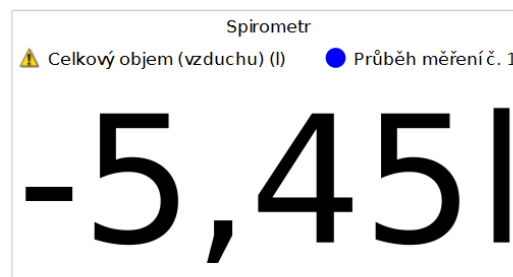 Spirometr
Celkový objem (vzduchu) (l)
Průběh měření č. 1
-5,45l